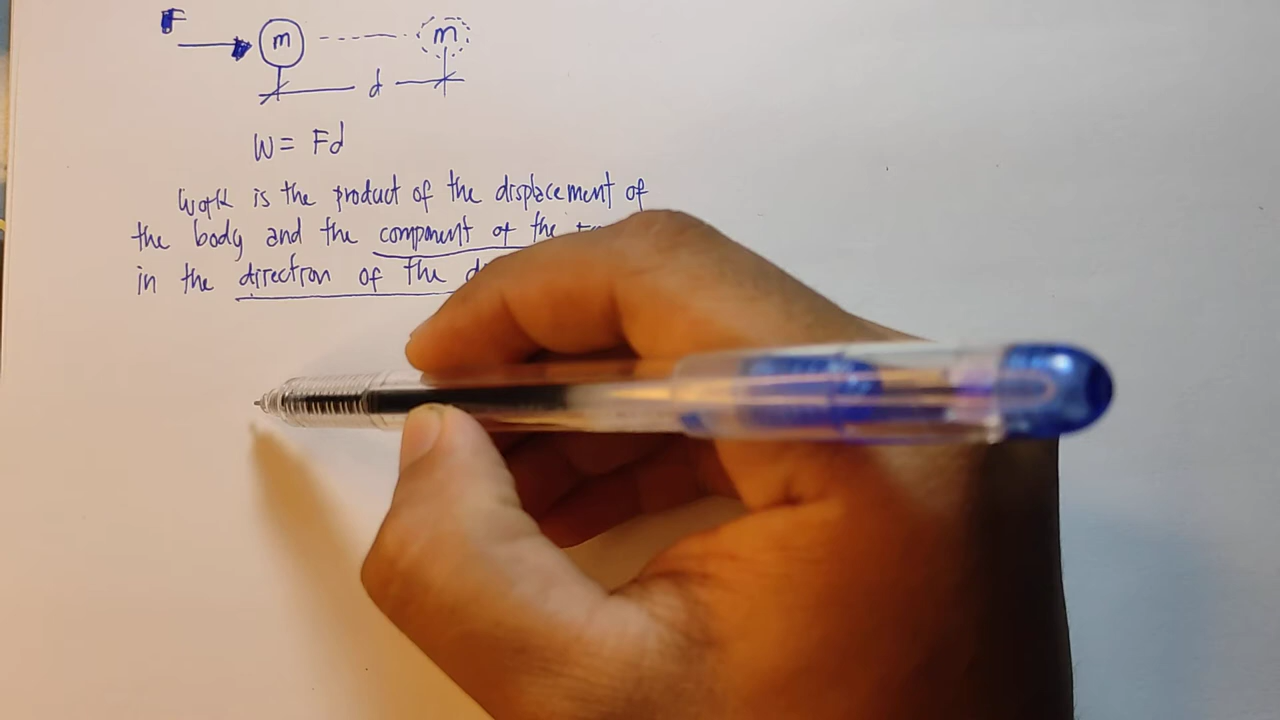 F
m m
d
W = Fd
Work is the product of the displacement of
the body and the component of the
in the direction of the